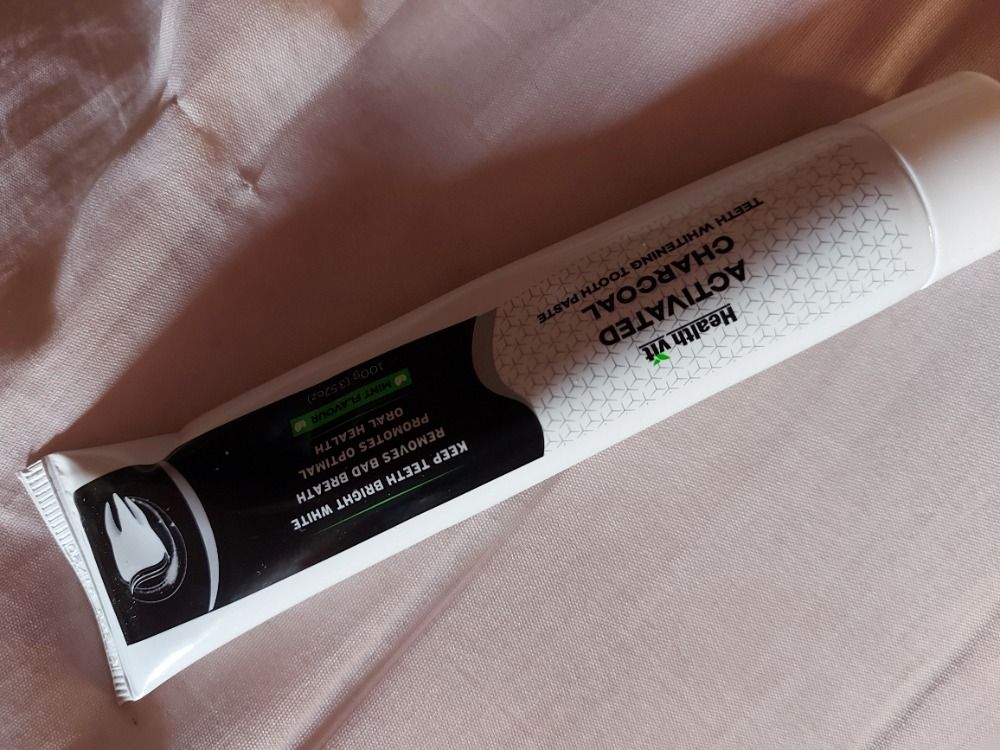 Health vit
ACTIVATED
CHARCOAL
TEETH WHITENING TOOTH PASTE
KEEP TEETH BRIGHT WHITE
REMOVES BAD BREATH
PROMOTES OPTIMAL
ORAL HEALTH
MINT FLAVOUR
100g (3.52oz)